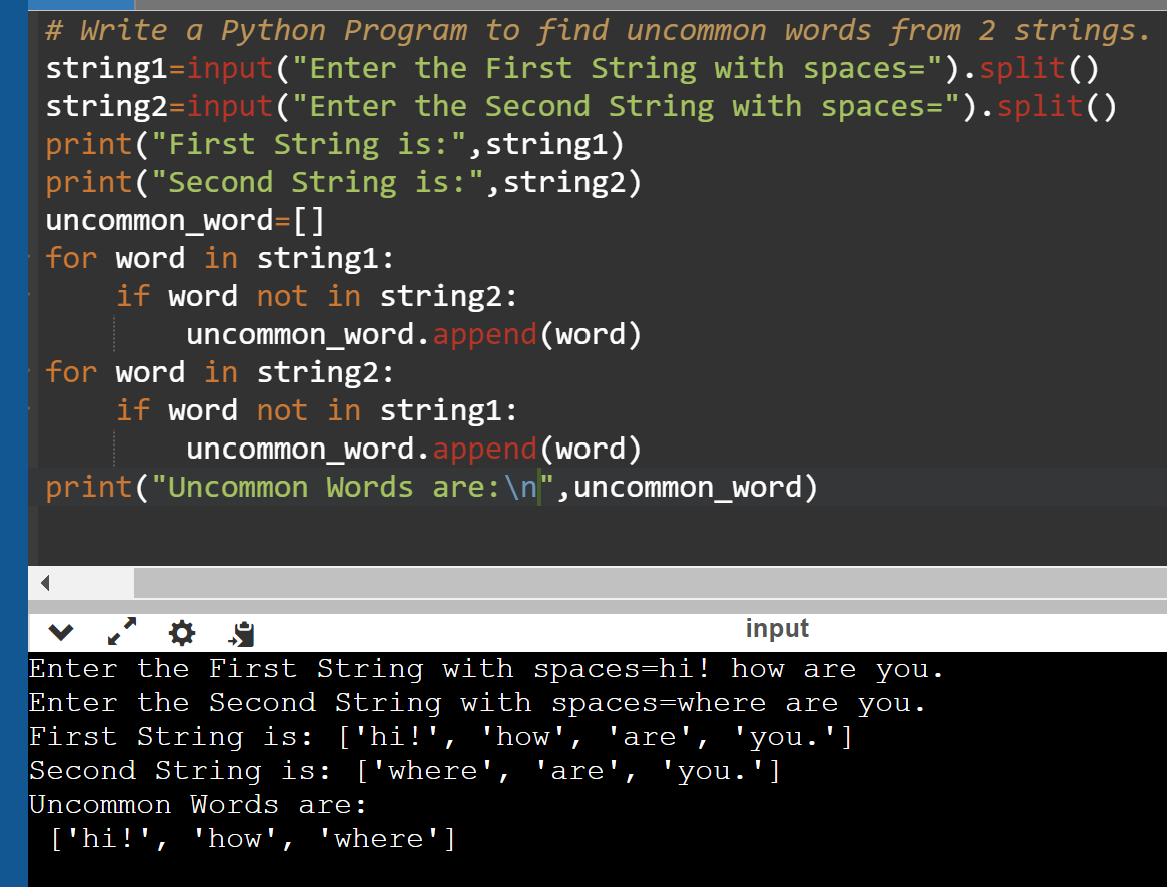 # Write a Python Program to find uncommon words from 2 strings.
string1=input("Enter the First String with spaces=").split()
string2=input("Enter the Second String with spaces=").split()
print("First String is:",string1)
print("Second String is:",string2)
uncommon_word=[]
for word in string1:
    if word not in string2:
        uncommon_word.append(word)
for word in string2:
    if word not in string1:
        uncommon_word.append(word)
print("Uncommon Words are:\n",uncommon_word)
input
Enter the First String with spaces=hi! how are you.
Enter the Second String with spaces=where are you.
First String is: ['hi!', 'how', 'are', 'you.']
Second String is: ['where', 'are', 'you.']
Uncommon Words are:
 ['hi!', 'how', 'where']